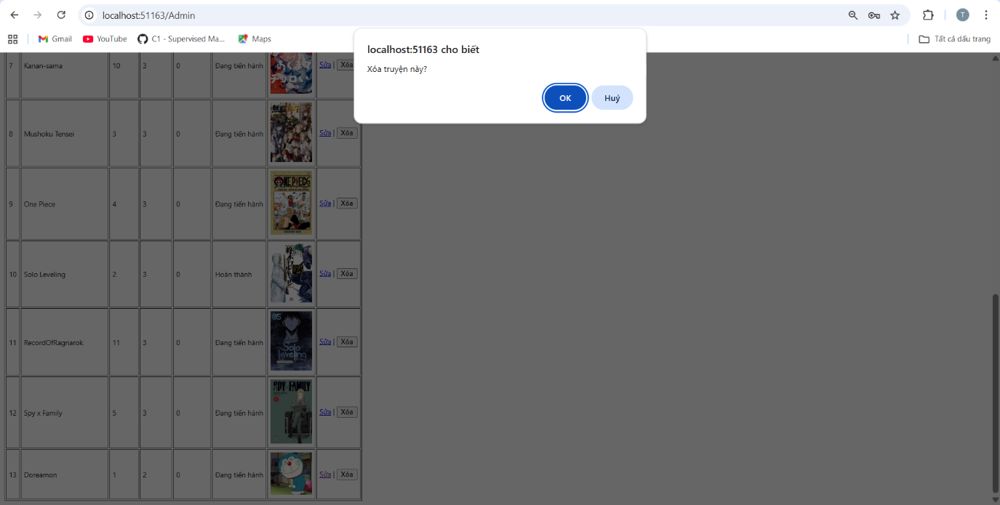 localhost:51163/Admin
T
Gmail
YouTube
C1 - Supervised Ma...
Maps
Tất cả dấu trang
localhost:51163 cho biết
Xóa truyện này?
OK
Huỷ
7 Kanan-sama 10 3 0 Đang tiến hành Sửa | Xóa
8 Mushoku Tensei 3 3 0 Đang tiến hành Sửa | Xóa
9 One Piece 4 3 0 Đang tiến hành ONE PIECE Sửa | Xóa
10 Solo Leveling 2 3 0 Hoàn thành Sửa | Xóa
11 RecordOfRagnarok 11 3 0 Đang tiến hành 05 Solo Leveling Sửa | Xóa
12 Spy x Family 5 3 0 Đang tiến hành SPY FAMILY Sửa | Xóa
13 Doreamon 1 2 0 Đang tiến hành Sửa | Xóa